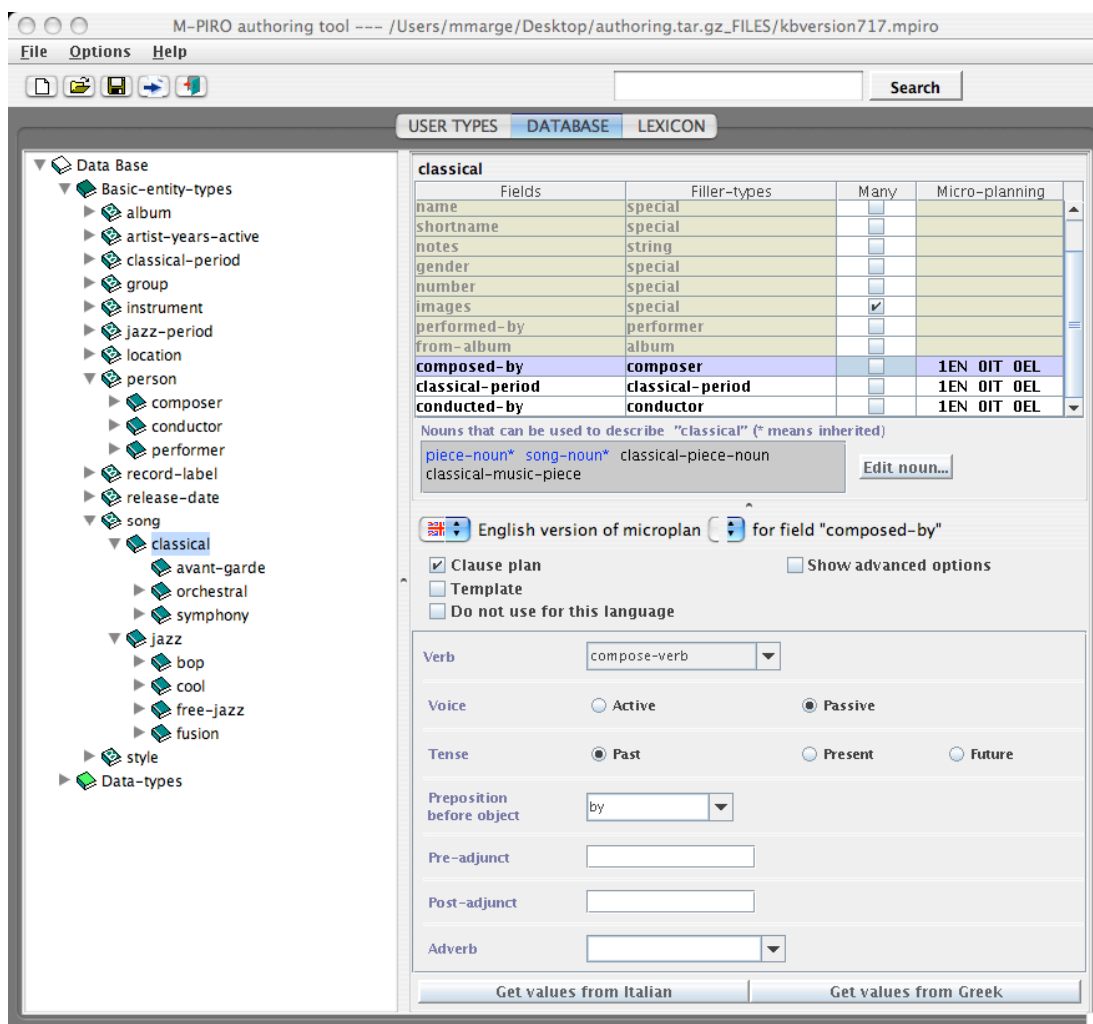 M-PIRO authoring tool --- /Users/mmarge/Desktop/authoring.tar.gz_FILES/kbversion717.mpiro
File Options Help
Search
USER TYPES DATABASE LEXICON
Data Base
Basic-entity-types
album
artist-years-active
classical-period
group
instrument
jazz-period
location
person
composer
conductor
performer
record-label
release-date
song
classical
avant-garde
orchestral
symphony
jazz
bop
cool
free-jazz
fusion
style
Data-types
classical
Fields Filler-types Many Micro-planning
name special
shortname special
notes string
gender special
number special
images special
performed-by performer
from-album album
composed-by composer 1EN 0IT 0EL
classical-period classical-period 1EN 0IT 0EL
conducted-by conductor 1EN 0IT 0EL
Nouns that can be used to describe "classical" (* means inherited)
piece-noun* song-noun* classical-piece-noun
classical-music-piece
Edit noun...
English version of microplan for field "composed-by"
Clause plan Show advanced options
Template
Do not use for this language
Verb compose-verb
Voice Active Passive
Tense Past Present Future
Preposition
before object by
Pre-adjunct
Post-adjunct
Adverb
Get values from Italian Get values from Greek